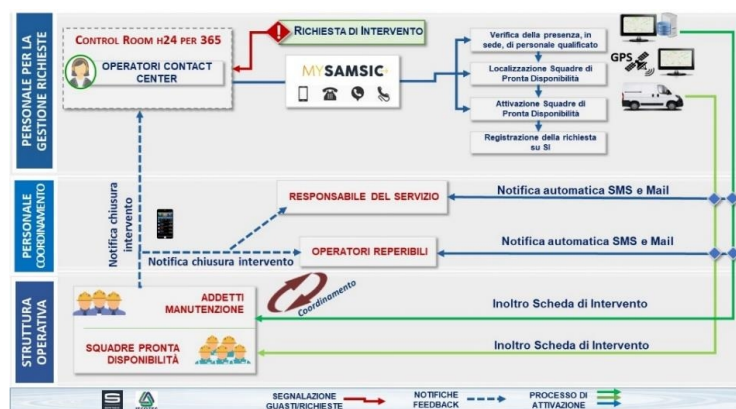 PERSONALE PER LA
GESTIONE RICHIESTE
CONTROL ROOM H24 PER 365
OPERATORI CONTACT
CENTER
RICHIESTA DI INTERVENTO
MYSAMSIC
Verifica della presenza, in
sede, di personale qualificato
Localizzazione Squadre di
Pronta Disponibilità
Attivazione Squadre di
Pronta Disponibilità
Registrazione della richiesta
su SI
GPS
PERSONALE
COORDINAMENTO
Notifica chiusura
intervento
RESPONSABILE DEL SERVIZIO
Notifica automatica SMS e Mail
OPERATORI REPERIBILI
Notifica automatica SMS e Mail
Notifica chiusura intervento
STRUTTURA
OPERATIVA
ADDETTI
MANUTENZIONE
SQUADRE PRONTA
DISPONIBILITÀ
Coordinamento
Inoltro Scheda di Intervento
Inoltro Scheda di Intervento
SEGNALAZIONE
GUASTI/RICHIESTE
NOTIFICHE
FEEDBACK
PROCESSO DI
ATTIVAZIONE